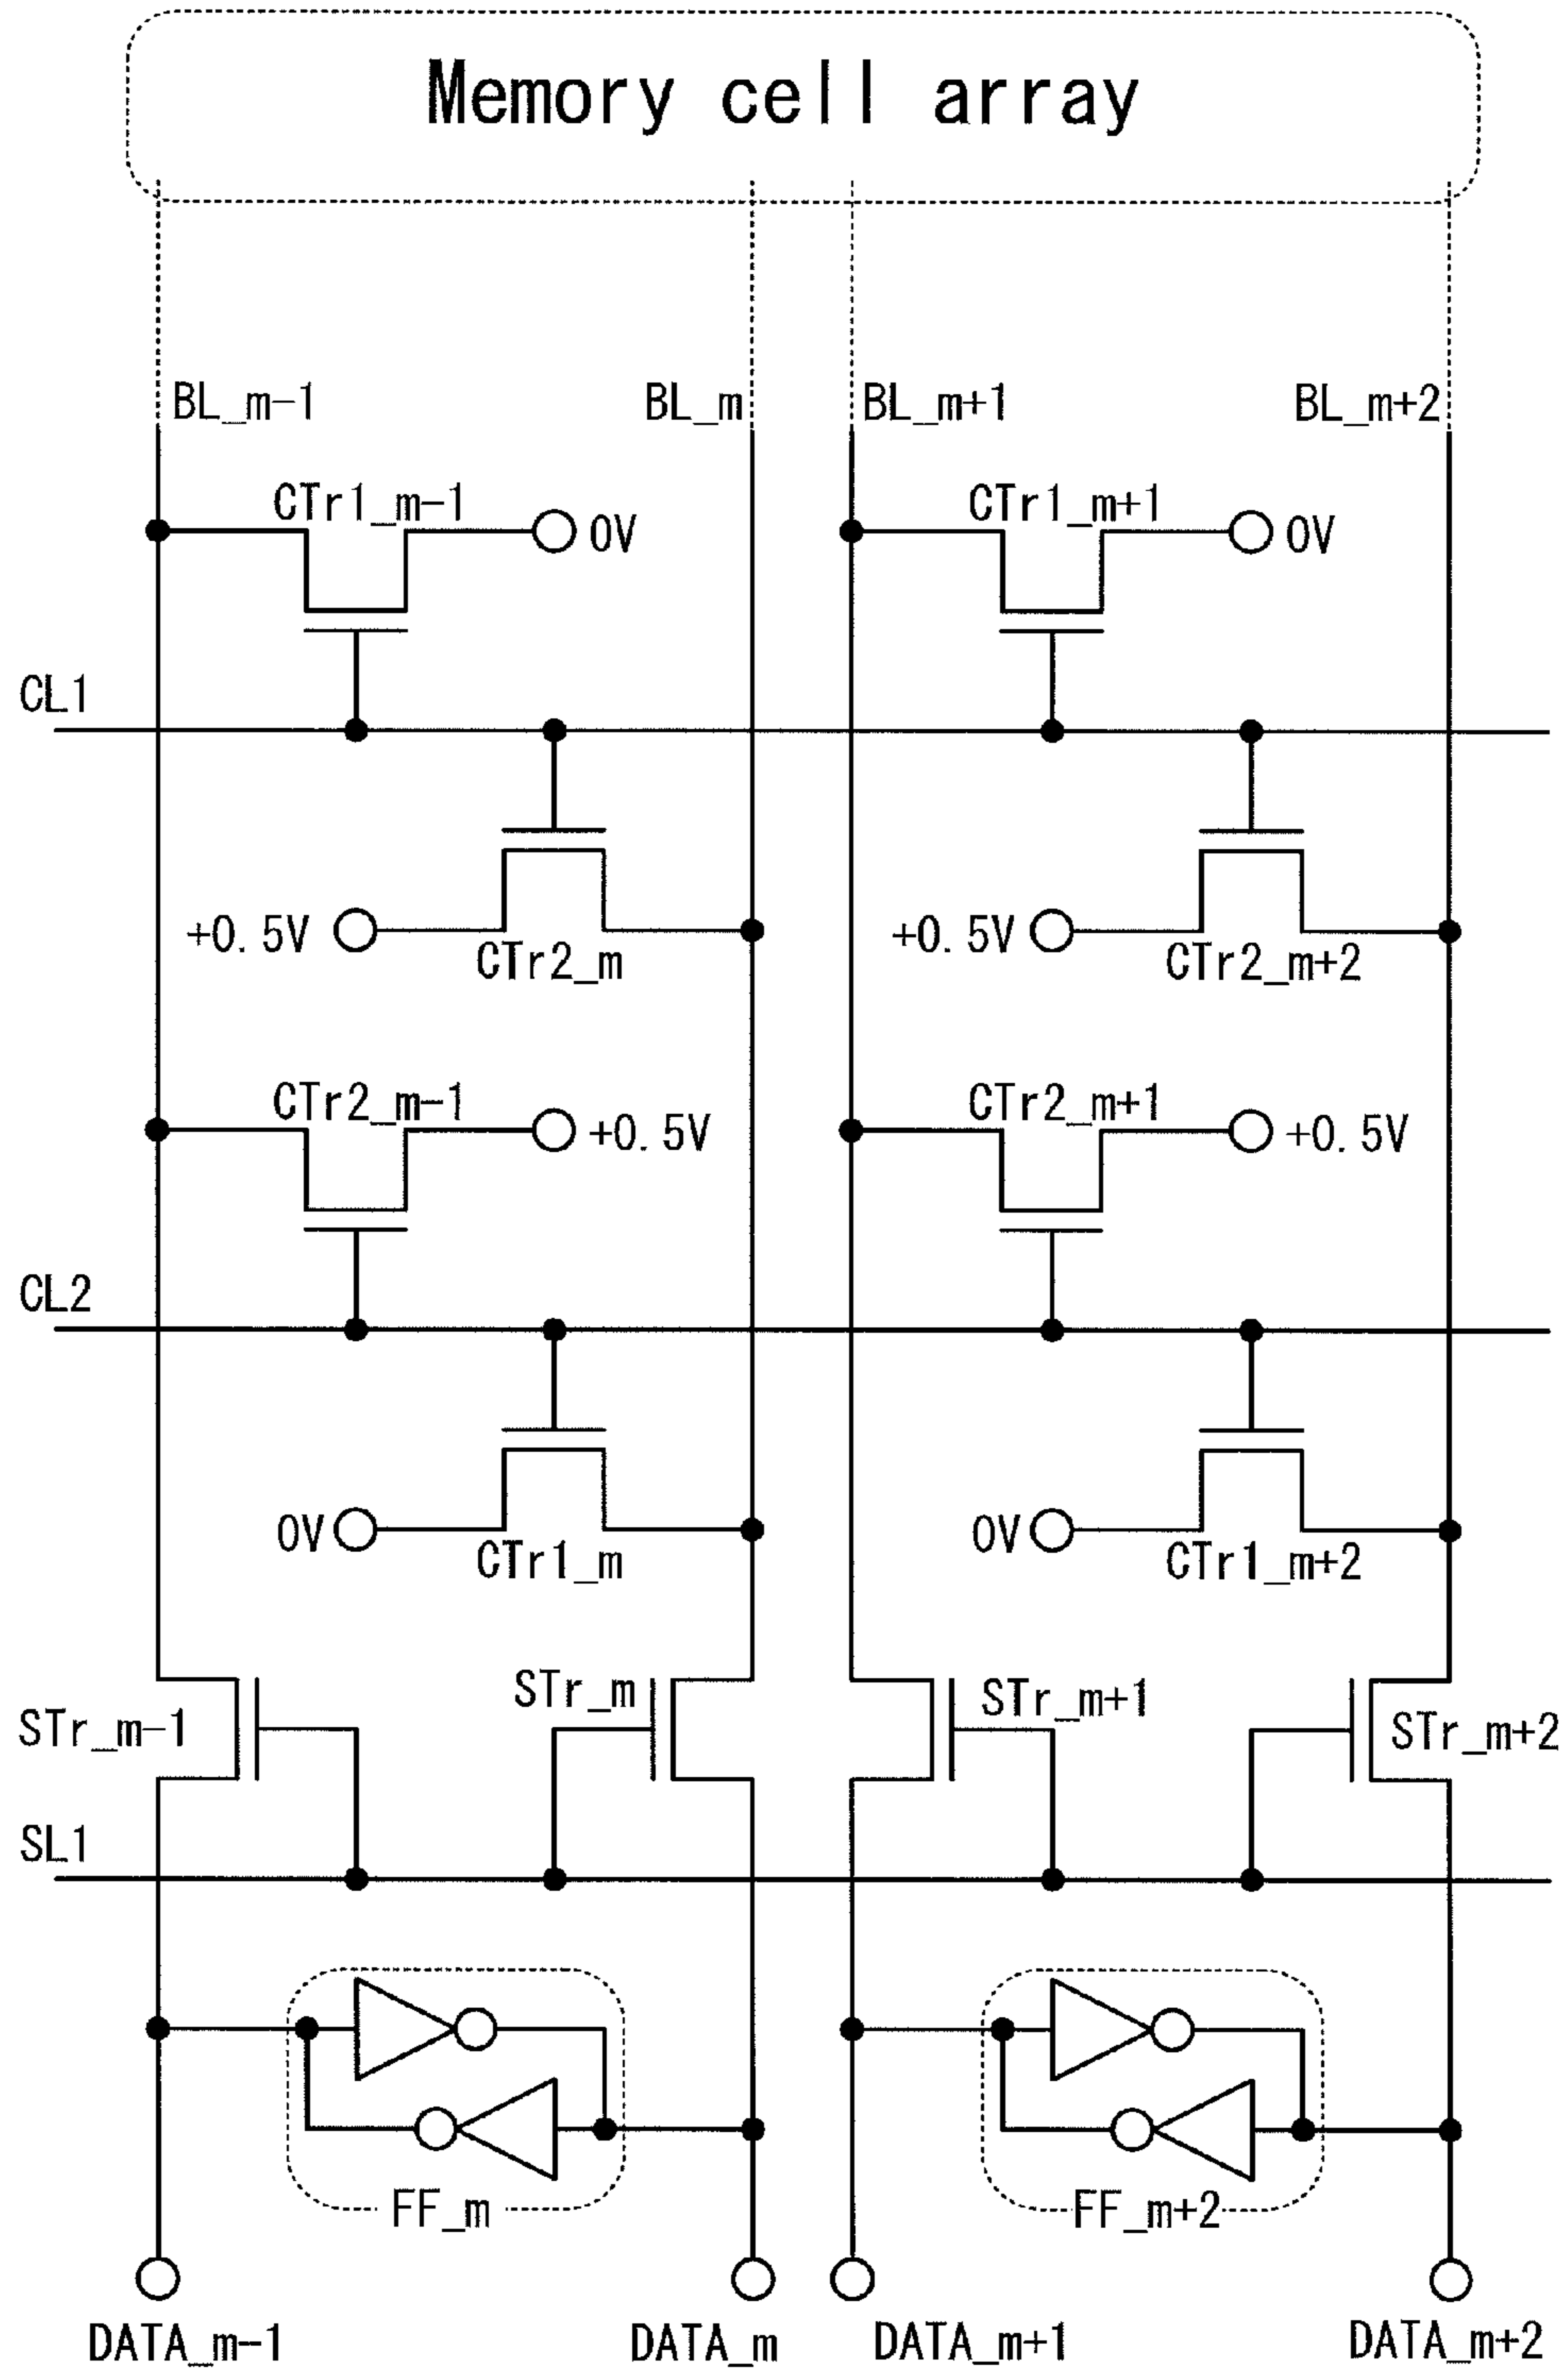 Memory cell array
BL_m-1 BL_m BL_m+1 BL_m+2
CTr1_m-1 CTr1_m+1
0V 0V
CL1
+0.5V +0.5V
CTr2_m CTr2_m+2
CTr2_m-1 CTr2_m+1
+0.5V +0.5V
CL2
0V 0V
CTr1_m CTr1_m+2
STr_m-1 STr_m STr_m+1 STr_m+2
SL1
FF_m FF_m+2
DATA_m-1 DATA_m DATA_m+1 DATA_m+2